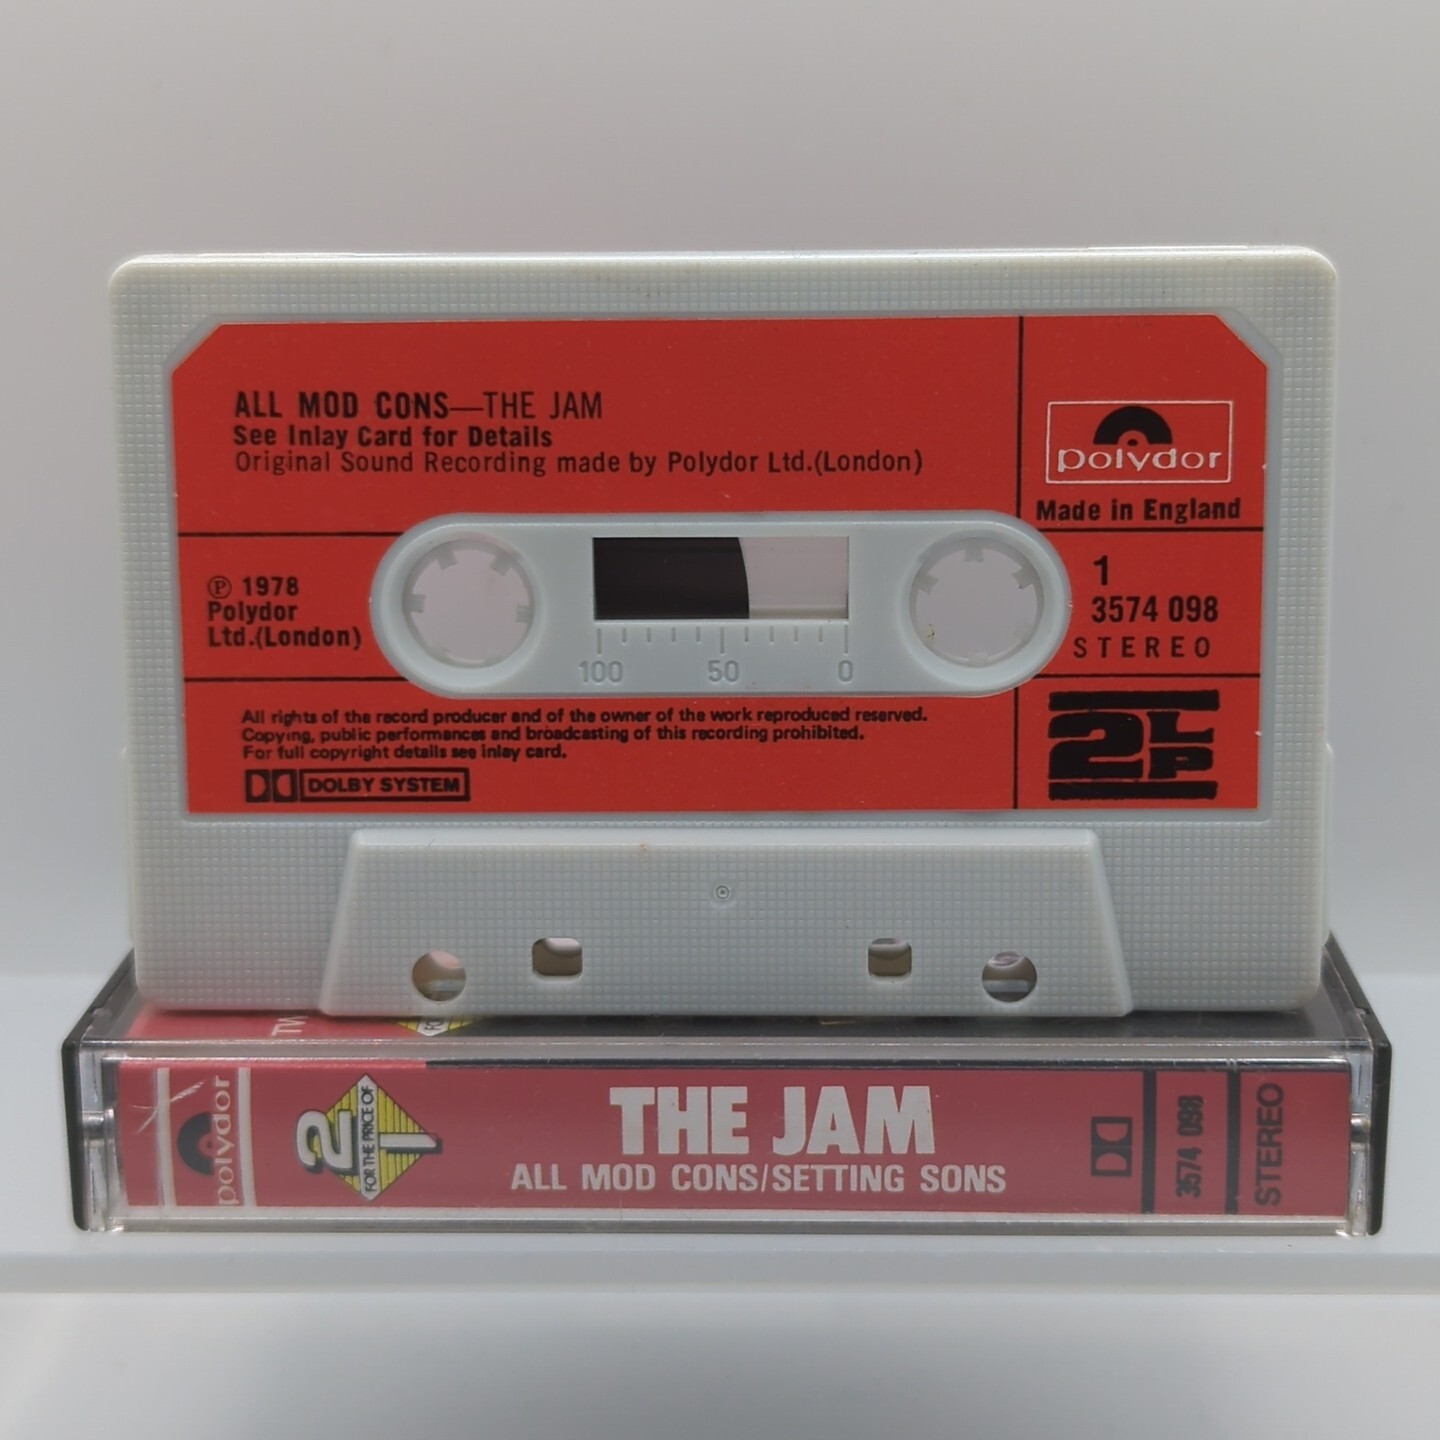 ALL MOD CONS—THE JAM
See Inlay Card for Details
Original Sound Recording made by Polydor Ltd.(London)
polydor
Made in England
℗ 1978
Polydor
Ltd.(London)
1
3574 098
STEREO
100 50 0
All rights of the record producer and of the owner of the work reproduced reserved.
Copying, public performances and broadcasting of this recording prohibited.
For full copyright details see inlay card.
DOLBY SYSTEM
2LP
TW
FO
polydor
2
FOR THE PRICE OF
1
THE JAM
ALL MOD CONS/SETTING SONS
3574 098
STEREO